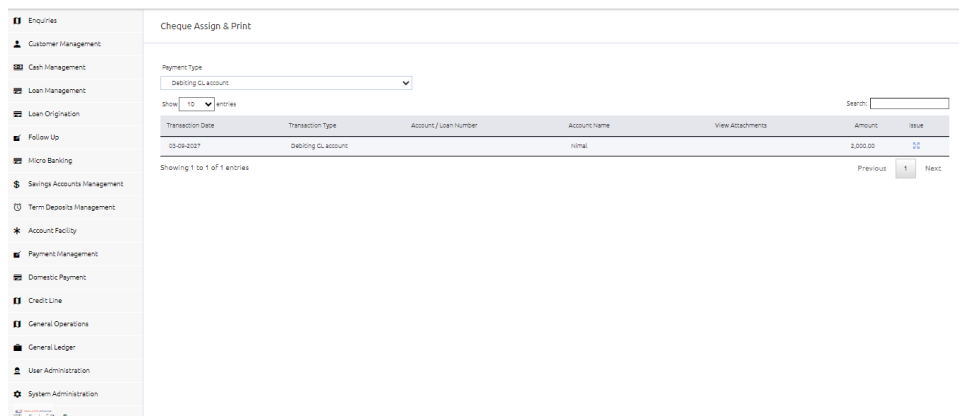 Enquiries
Customer Management
Cash Management
Loan Management
Loan Origination
Follow Up
Micro Banking
Savings Accounts Management
Term Deposits Management
Account Facility
Payment Management
Domestic Payment
Credit Line
General Operations
General Ledger
User Administration
System Administration
Cheque Assign & Print
Payment Type
Debiting GL account
Show 10 entries
Search:
Transaction Date Transaction Type Account / Loan Number Account Name View Attachments Amount Issue
03-09-2027 Debiting GL account Nimal 2,000.00
Showing 1 to 1 of 1 entries
Previous 1 Next